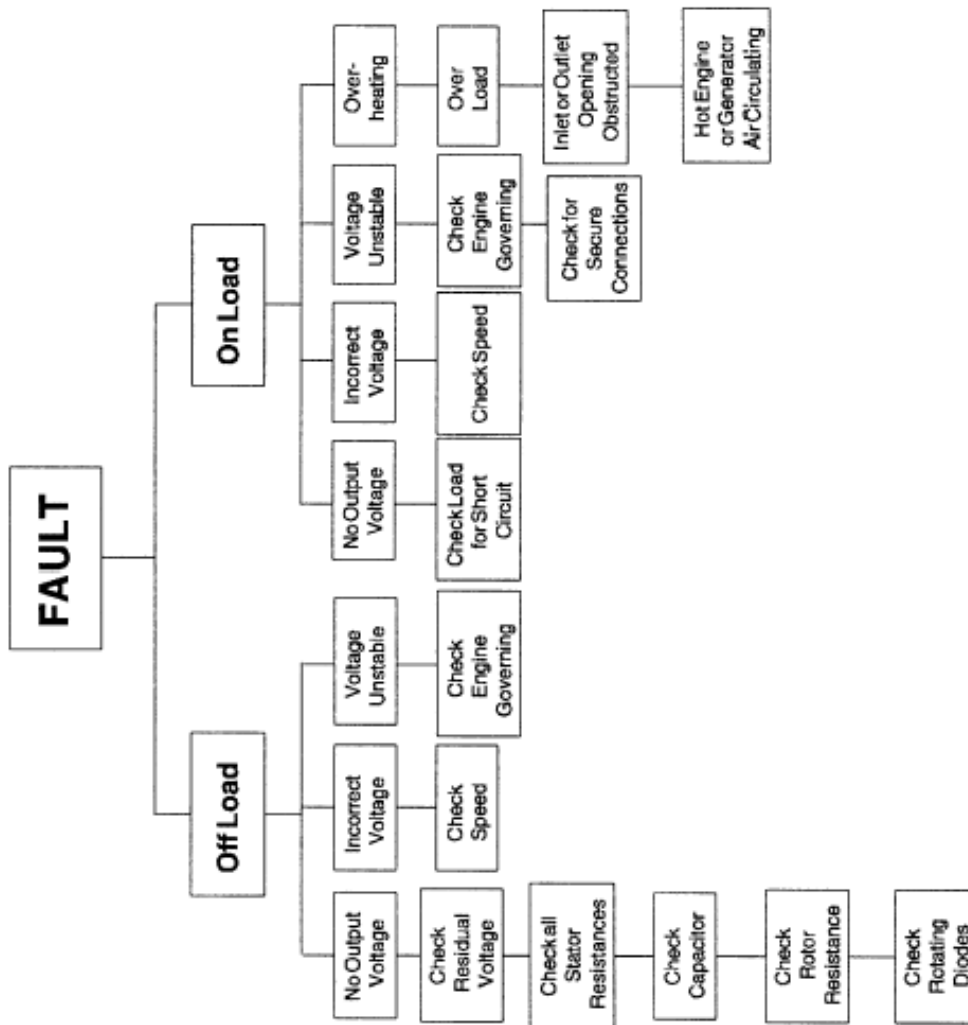 FAULT
Off Load
On Load
No Output
Voltage
Incorrect
Voltage
Voltage
Unstable
No Output
Voltage
Incorrect
Voltage
Voltage
Unstable
Over-
heating
Check
Residual
Voltage
Check
Speed
Check
Engine
Governing
Check Load
for Short
Circuit
Check Speed
Check
Engine
Governing
Over
Load
Check all
Stator
Resistances
Check for
Secure
Connections
Inlet or Outlet
Opening
Obstructed
Check
Capacitor
Hot Engine
or Generator
Air Circulating
Check
Rotor
Resistance
Check
Rotating
Diodes